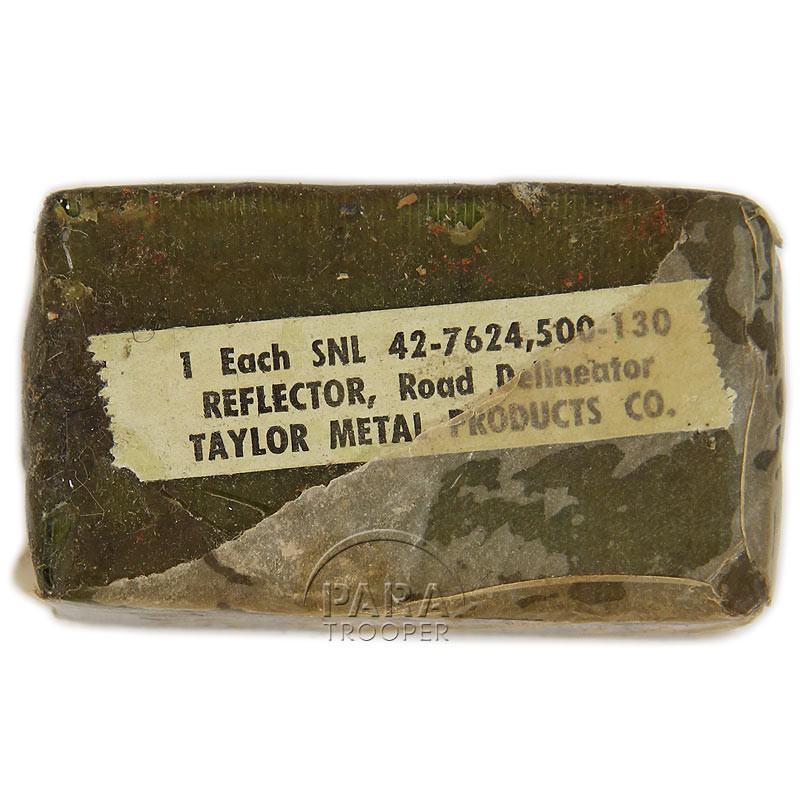 1 Each SNL 42-7624,500-130
REFLECTOR, Road Delineator
TAYLOR METAL PRODUCTS CO.
PARA
TROOPER